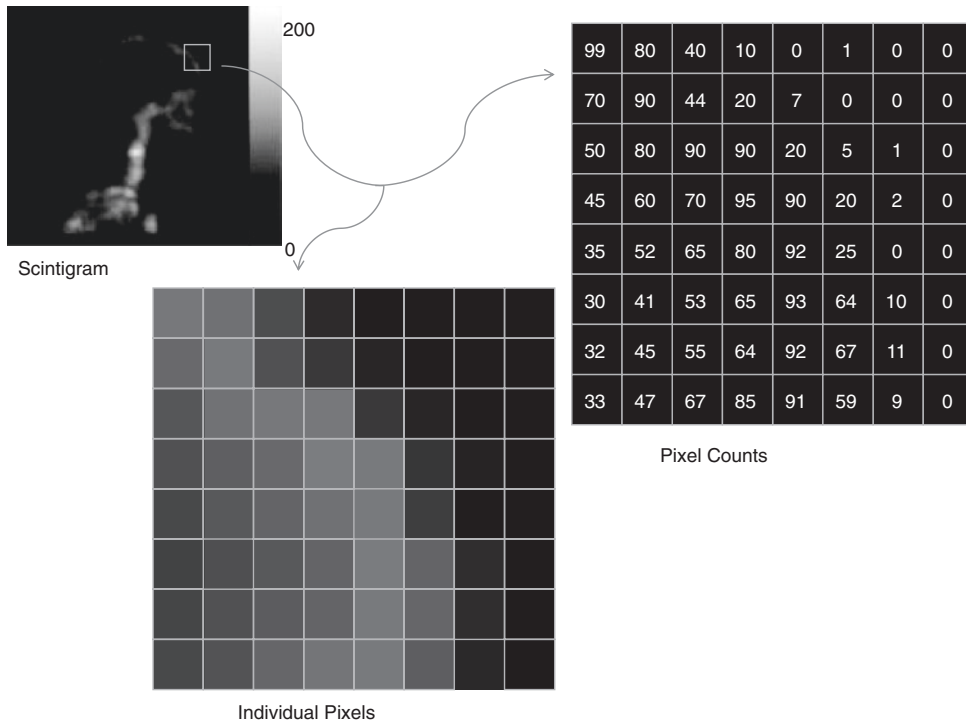 200
0
Scintigram
99 80 40 10 0 1 0 0
70 90 44 20 7 0 0 0
50 80 90 90 20 5 1 0
45 60 70 95 90 20 2 0
35 52 65 80 92 25 0 0
30 41 53 65 93 64 10 0
32 45 55 64 92 67 11 0
33 47 67 85 91 59 9 0
Pixel Counts
Individual Pixels